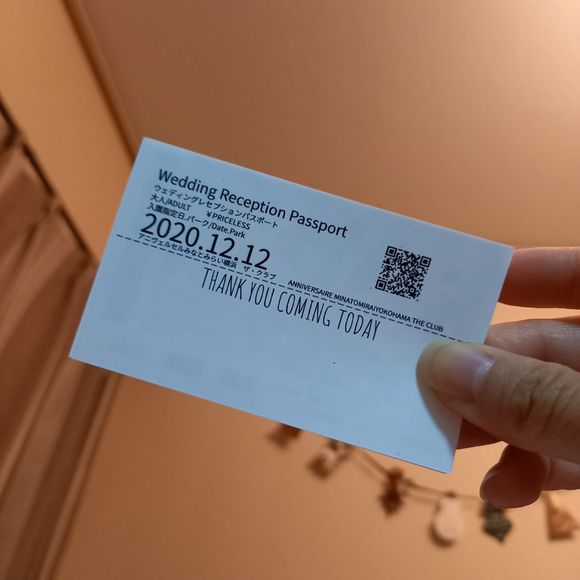 Wedding Reception Passport
ウェディングレセプションパスポート
大人/ADULT ¥PRICELESS
入園指定日.パーク/Date.Park
2020.12.12
アニヴェルセルみなとみらい横浜 ザ・クラブ
ANNIVERSAIRE MINATOMIRAIYOKOHAMA THE CLUB
THANK YOU COMING TODAY